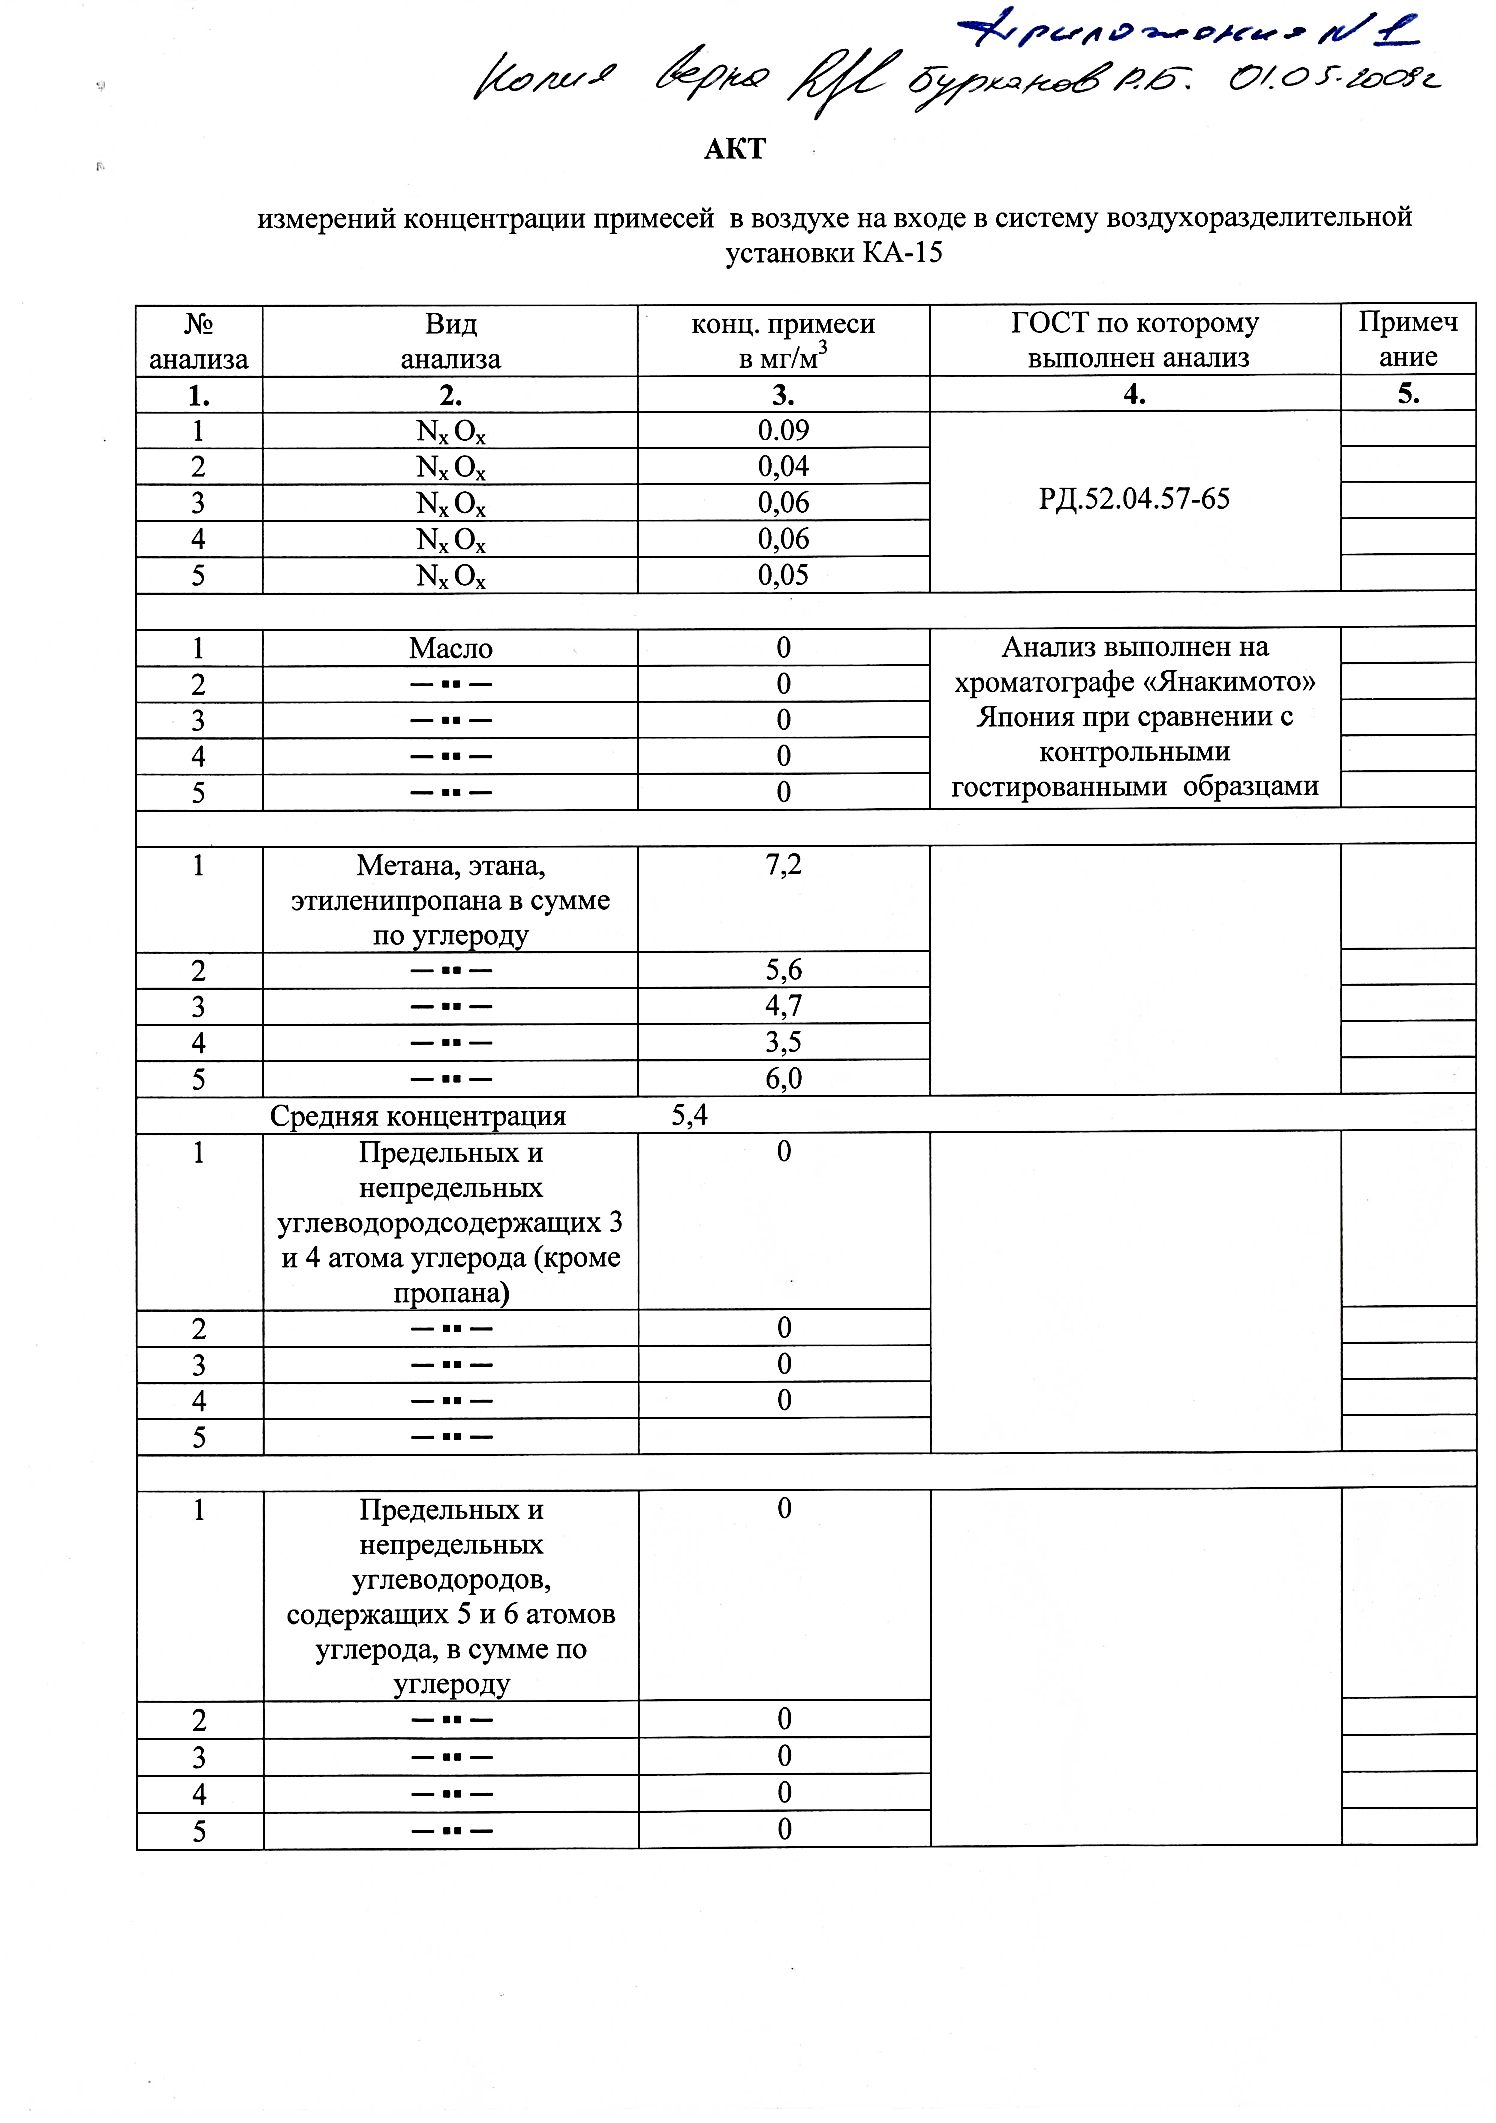 Приложение №1
Копия верна Бурханов Р.Б. 01.05.2009г
АКТ
измерений концентрации примесей в воздухе на входе в систему воздухоразделительной
установки КА-15
№ анализа Вид анализа конц. примеси в мг/м³ ГОСТ по которому выполнен анализ Примечание
1. 2. 3. 4. 5.
1 NₓOₓ 0.09
2 NₓOₓ 0,04
3 NₓOₓ 0,06 РД.52.04.57-65
4 NₓOₓ 0,06
5 NₓOₓ 0,05
1 Масло 0 Анализ выполнен на
2 — ▪▪ — 0 хроматографе «Янакимото»
3 — ▪▪ — 0 Япония при сравнении с
4 — ▪▪ — 0 контрольными
5 — ▪▪ — 0 гостированными образцами
1 Метана, этана, 7,2
этиленипропана в сумме
по углероду
2 — ▪▪ — 5,6
3 — ▪▪ — 4,7
4 — ▪▪ — 3,5
5 — ▪▪ — 6,0
Средняя концентрация 5,4
1 Предельных и 0
непредельных
углеводородсодержащих 3
и 4 атома углерода (кроме
пропана)
2 — ▪▪ — 0
3 — ▪▪ — 0
4 — ▪▪ — 0
5 — ▪▪ —
1 Предельных и 0
непредельных
углеводородов,
содержащих 5 и 6 атомов
углерода, в сумме по
углероду
2 — ▪▪ — 0
3 — ▪▪ — 0
4 — ▪▪ — 0
5 — ▪▪ — 0